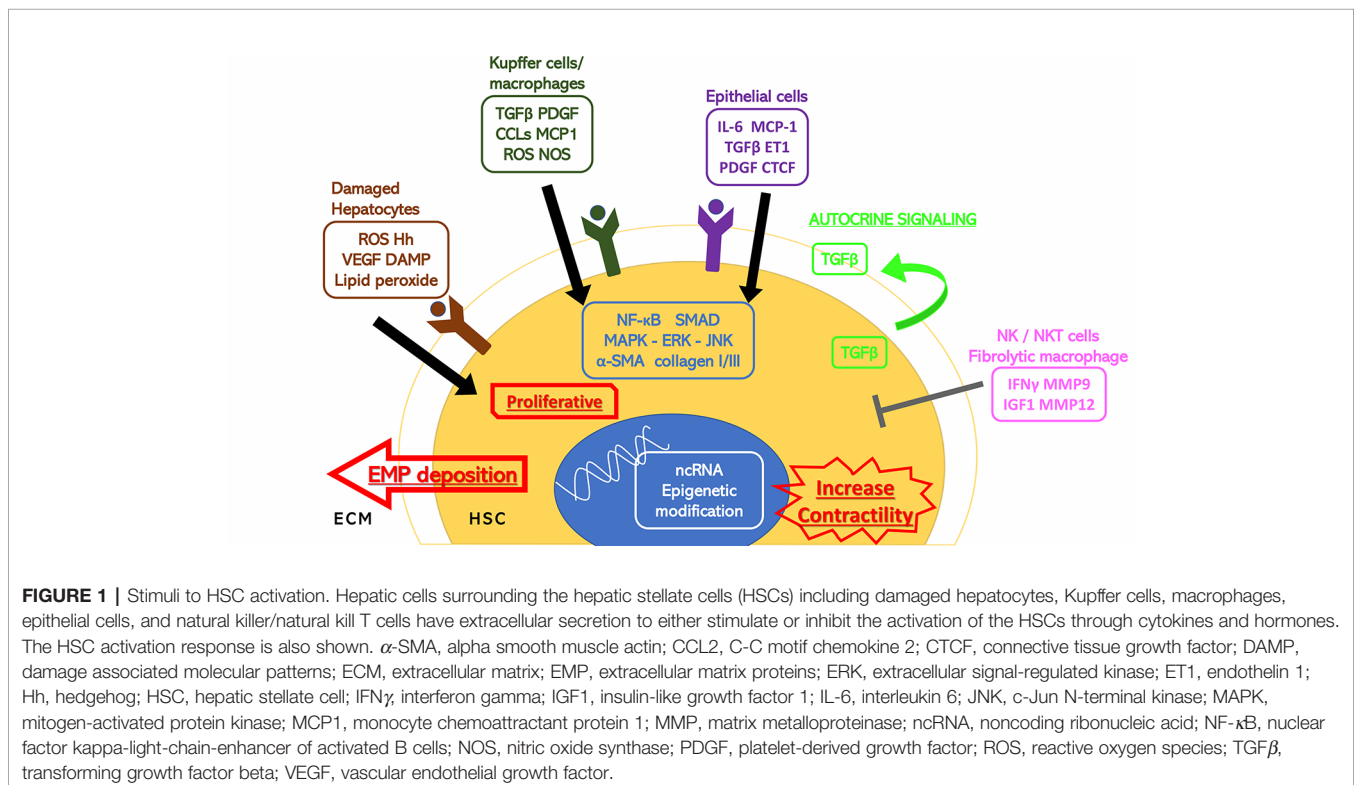 Kupffer cells/
macrophages
TGFβ PDGF
CCLs MCP1
ROS NOS
Epithelial cells
IL-6 MCP-1
TGFβ ET1
PDGF CTCF
Damaged
Hepatocytes
ROS Hh
VEGF DAMP
Lipid peroxide
AUTOCRINE SIGNALING
TGFβ
TGFβ
NF-κB SMAD
MAPK - ERK - JNK
α-SMA collagen I/III
NK / NKT cells
Fibrolytic macrophage
IFNγ MMP9
IGF1 MMP12
Proliferative
EMP deposition
ncRNA
Epigenetic
modification
Increase
Contractility
ECM
HSC
FIGURE 1 | Stimuli to HSC activation. Hepatic cells surrounding the hepatic stellate cells (HSCs) including damaged hepatocytes, Kupffer cells, macrophages,
epithelial cells, and natural killer/natural kill T cells have extracellular secretion to either stimulate or inhibit the activation of the HSCs through cytokines and hormones.
The HSC activation response is also shown. α-SMA, alpha smooth muscle actin; CCL2, C-C motif chemokine 2; CTCF, connective tissue growth factor; DAMP,
damage associated molecular patterns; ECM, extracellular matrix; EMP, extracellular matrix proteins; ERK, extracellular signal-regulated kinase; ET1, endothelin 1;
Hh, hedgehog; HSC, hepatic stellate cell; IFNγ, interferon gamma; IGF1, insulin-like growth factor 1; IL-6, interleukin 6; JNK, c-Jun N-terminal kinase; MAPK,
mitogen-activated protein kinase; MCP1, monocyte chemoattractant protein 1; MMP, matrix metalloproteinase; ncRNA, noncoding ribonucleic acid; NF-κB, nuclear
factor kappa-light-chain-enhancer of activated B cells; NOS, nitric oxide synthase; PDGF, platelet-derived growth factor; ROS, reactive oxygen species; TGFβ,
transforming growth factor beta; VEGF, vascular endothelial growth factor.